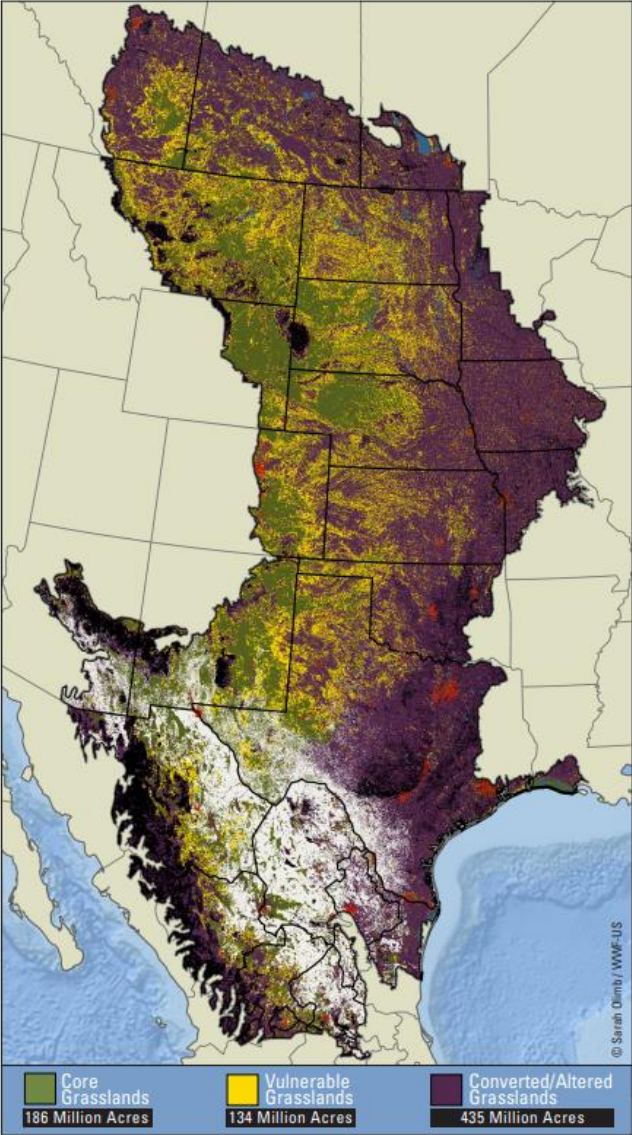 © Sarah Olimb / WWF-US
Core
Grasslands
186 Million Acres
Vulnerable
Grasslands
134 Million Acres
Converted/Altered
Grasslands
435 Million Acres